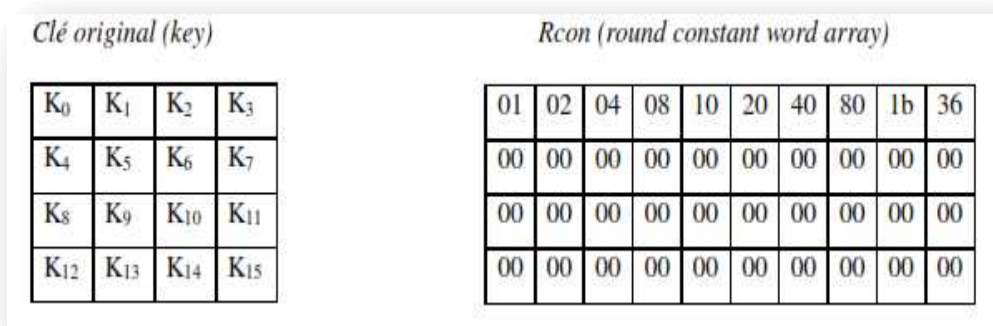 Clé original (key) Rcon (round constant word array)
K0 K1 K2 K3 01 02 04 08 10 20 40 80 1b 36
K4 K5 K6 K7 00 00 00 00 00 00 00 00 00 00
K8 K9 K10 K11 00 00 00 00 00 00 00 00 00 00
K12 K13 K14 K15 00 00 00 00 00 00 00 00 00 00